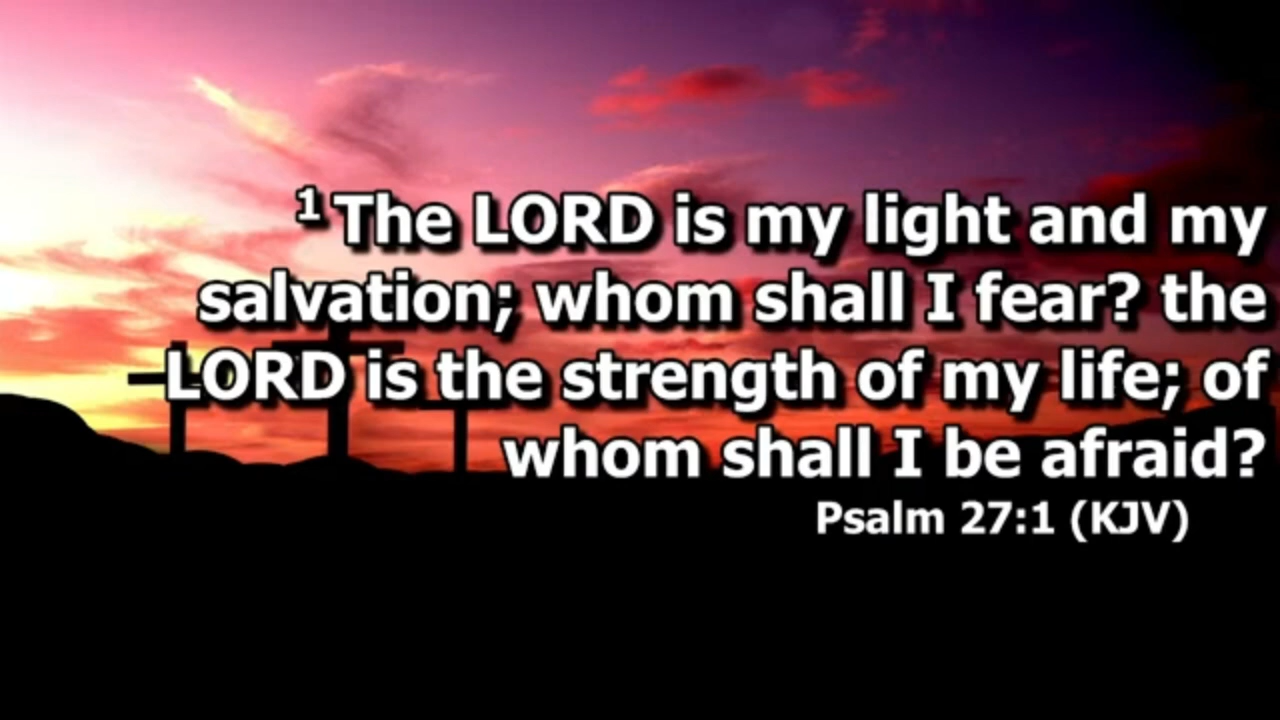 1 The LORD is my light and my
salvation; whom shall I fear? the
LORD is the strength of my life; of
whom shall I be afraid?
Psalm 27:1 (KJV)